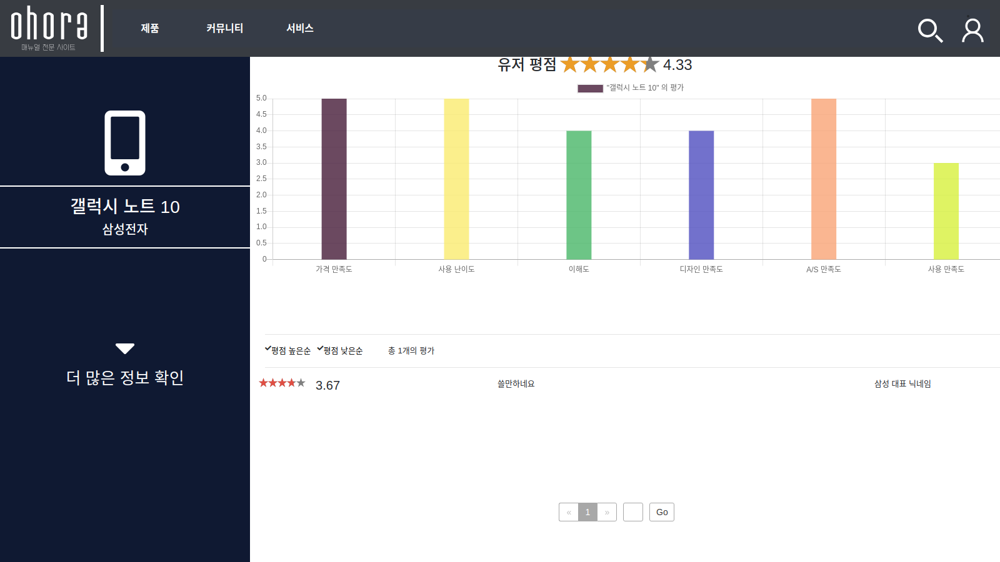 ohora
매뉴얼 전문 사이트
제품 커뮤니티 서비스
갤럭시 노트 10
삼성전자
더 많은 정보 확인
유저 평점 4.33
"갤럭시 노트 10" 의 평가
5.0
4.5
4.0
3.5
3.0
2.5
2.0
1.5
1.0
0.5
0
가격 만족도 사용 난이도 이해도 디자인 만족도 A/S 만족도 사용 만족도
평점 높은순 평점 낮은순 총 1개의 평가
3.67 쓸만하네요 삼성 대표 닉네임
« 1 » Go